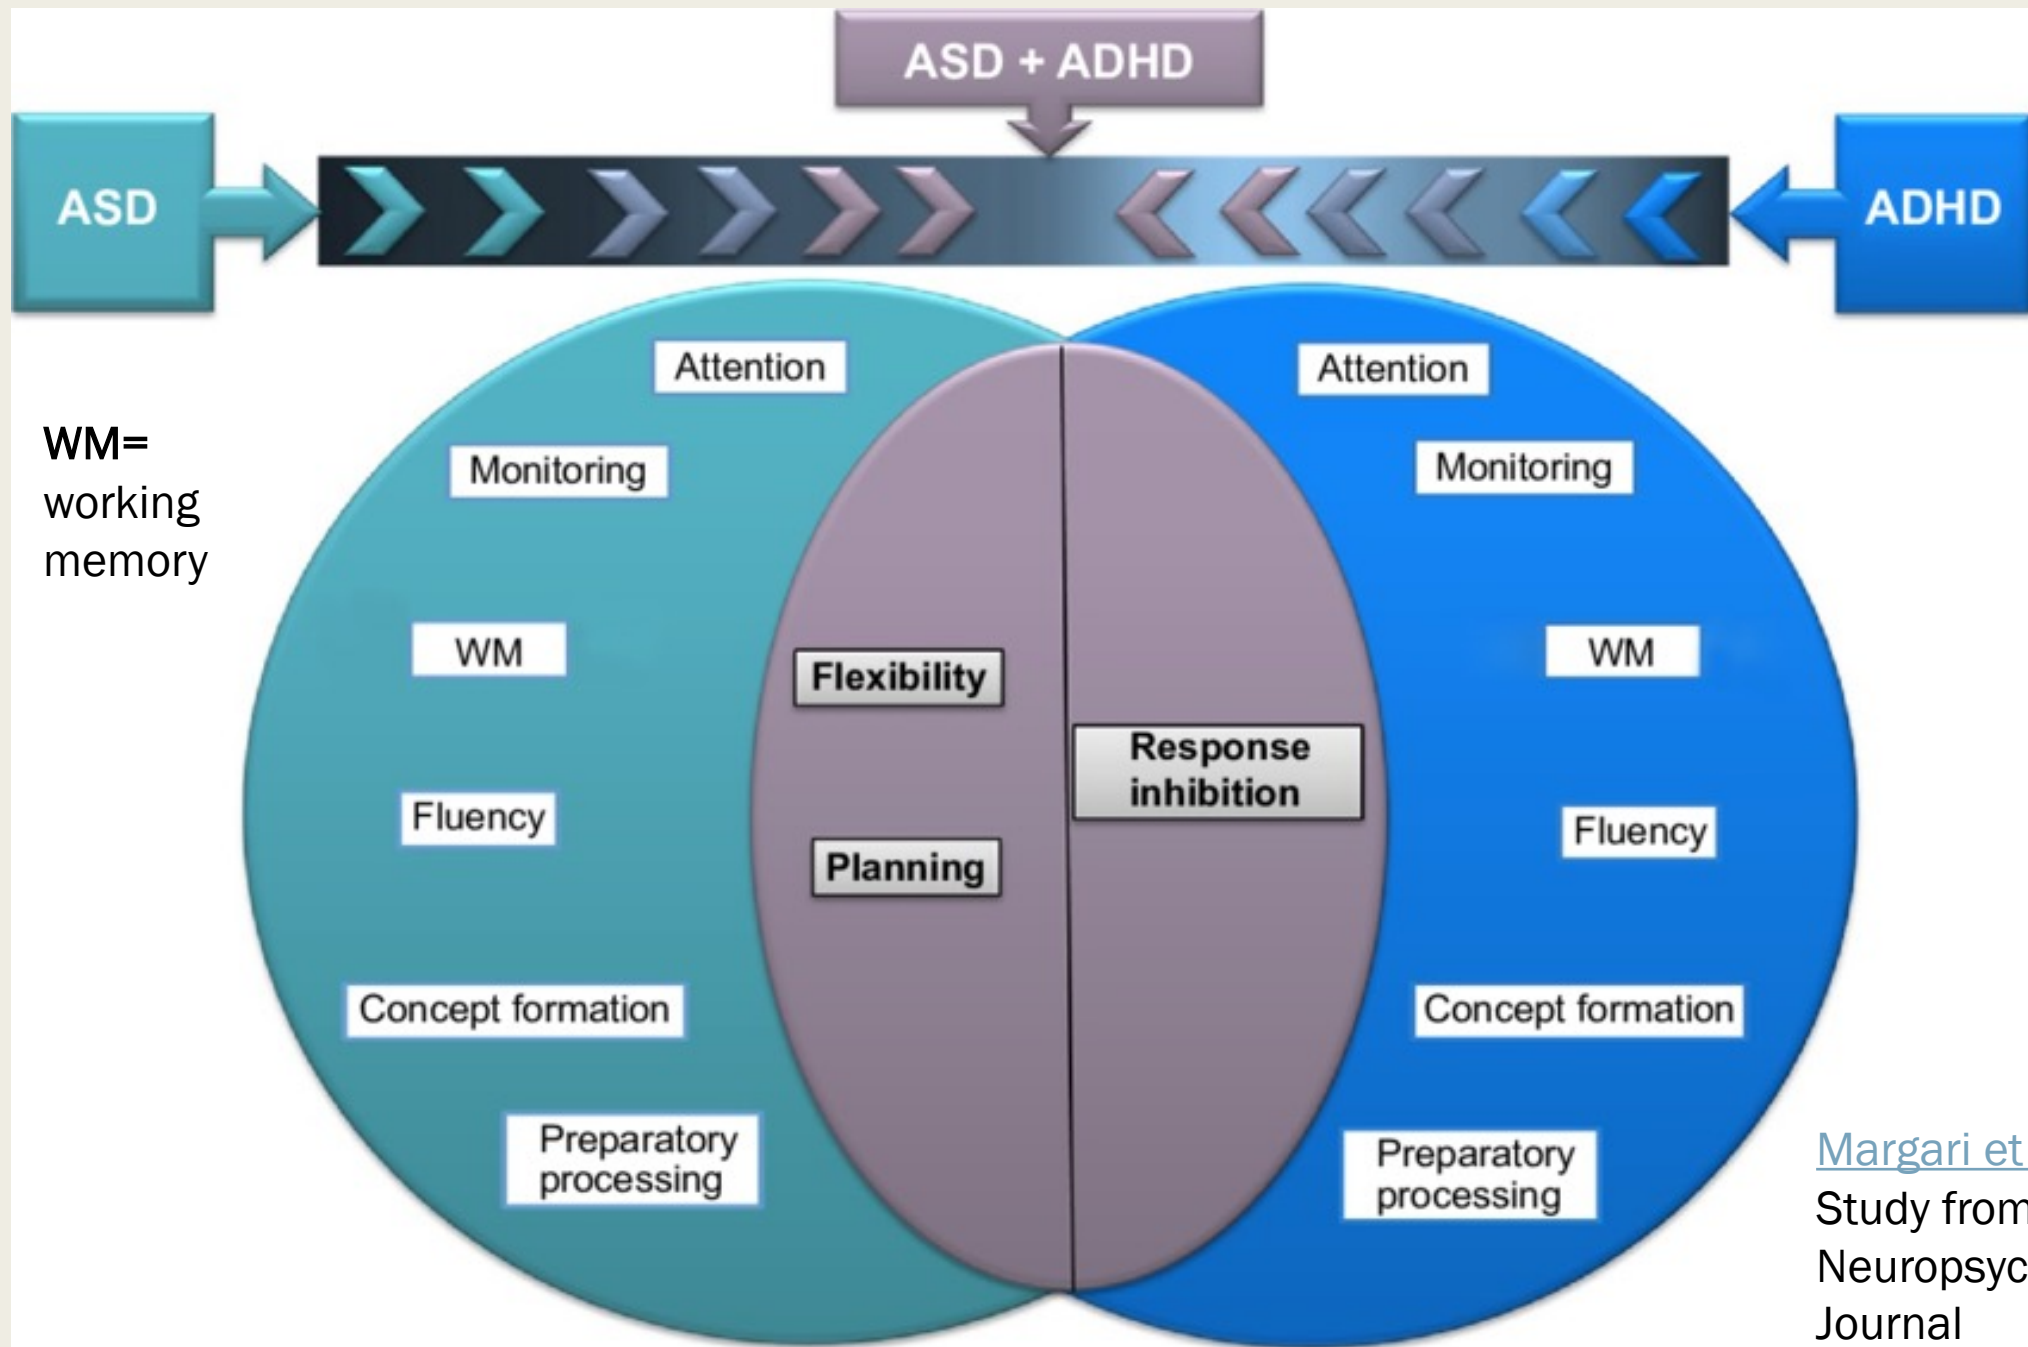 ASD + ADHD
ASD
ADHD
WM=
working
memory
Attention
Monitoring
WM
Fluency
Concept formation
Preparatory
processing
Flexibility
Planning
Response
inhibition
Attention
Monitoring
WM
Fluency
Concept formation
Preparatory
processing
Margari et
Study from
Neuropsyc
Journal